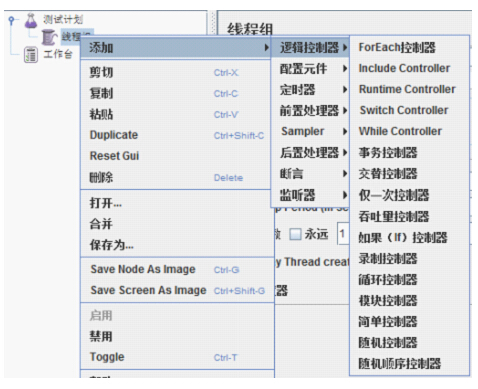 测试计划
线程
工作台
线程组
添加
剪切 Ctrl-X
复制 Ctrl-C
粘贴 Ctrl-V
Duplicate Ctrl+Shift-C
Reset Gui
删除 Delete
打开...
合并
保存为...
Save Node As Image Ctrl-G
Save Screen As Image Ctrl+Shift-G
启用
禁用
Toggle Ctrl-T
逻辑控制器
配置元件
定时器
前置处理器
Sampler
后置处理器
断言
监听器
ForEach控制器
Include Controller
Runtime Controller
Switch Controller
While Controller
事务控制器
交替控制器
仅一次控制器
吞吐量控制器
如果（If）控制器
录制控制器
循环控制器
模块控制器
简单控制器
随机控制器
随机顺序控制器
数 永远 1
y Thread creat
器